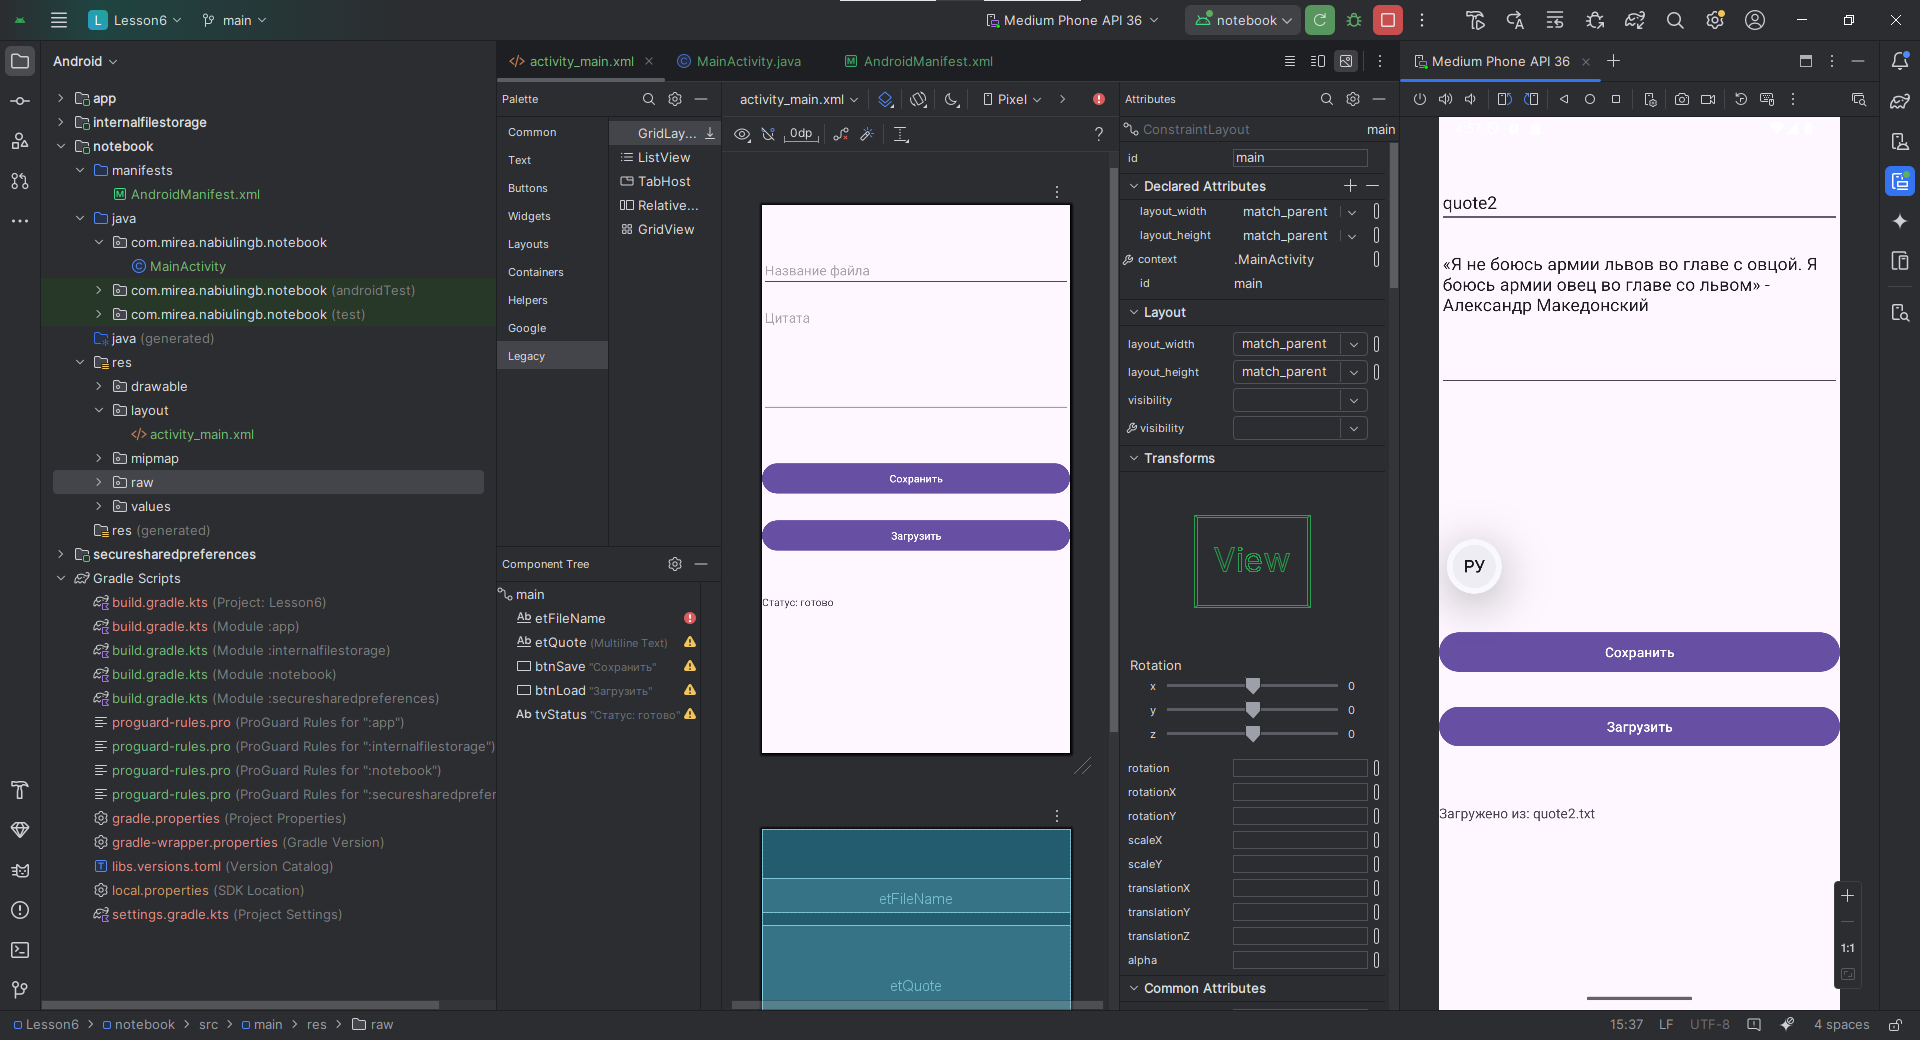 L Lesson6 main Medium Phone API 36 notebook
Android
app
internalfilestorage
notebook
manifests
AndroidManifest.xml
java
com.mirea.nabiulingb.notebook
MainActivity
com.mirea.nabiulingb.notebook (androidTest)
com.mirea.nabiulingb.notebook (test)
java (generated)
res
drawable
layout
activity_main.xml
mipmap
raw
values
res (generated)
securesharedpreferences
Gradle Scripts
build.gradle.kts (Project: Lesson6)
build.gradle.kts (Module :app)
build.gradle.kts (Module :internalfilestorage)
build.gradle.kts (Module :notebook)
build.gradle.kts (Module :securesharedpreferences)
proguard-rules.pro (ProGuard Rules for ":app")
proguard-rules.pro (ProGuard Rules for ":internalfilestorage")
proguard-rules.pro (ProGuard Rules for ":notebook")
proguard-rules.pro (ProGuard Rules for ":securesharedprefer
gradle.properties (Project Properties)
gradle-wrapper.properties (Gradle Version)
libs.versions.toml (Version Catalog)
local.properties (SDK Location)
settings.gradle.kts (Project Settings)
activity_main.xml MainActivity.java AndroidManifest.xml
Palette
Common
Text
Buttons
Widgets
Layouts
Containers
Helpers
Google
Legacy
GridLay...
ListView
TabHost
Relative...
GridView
Component Tree
main
Ab etFileName
Ab etQuote (Multiline Text)
btnSave "Сохранить"
btnLoad "Загрузить"
Ab tvStatus "Статус: готово"
activity_main.xml Pixel
0dp ?
Название файла
Цитата
Сохранить
Загрузить
Статус: готово
etFileName
etQuote
Attributes
ConstraintLayout main
id main
Declared Attributes
layout_width match_parent
layout_height match_parent
context .MainActivity
id main
Layout
layout_width match_parent
layout_height match_parent
visibility
visibility
Transforms
View
Rotation
x 0
y 0
z 0
rotation
rotationX
rotationY
scaleX
scaleY
translationX
translationY
translationZ
alpha
Common Attributes
Medium Phone API 36
quote2
«Я не боюсь армии львов во главе с овцой. Я
боюсь армии овец во главе со львом» -
Александр Македонский
РУ
Сохранить
Загрузить
Загружено из: quote2.txt
1:1
Lesson6 > notebook > src > main > res > raw
15:37 LF UTF-8 4 spaces